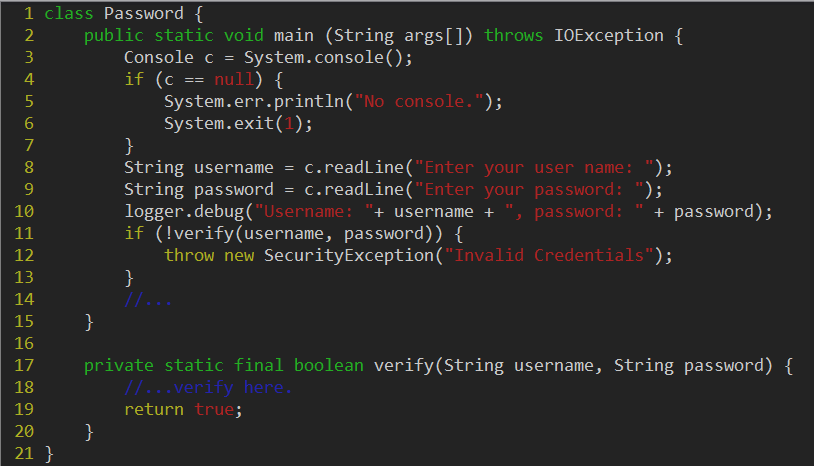 1 class Password {
2     public static void main (String args[]) throws IOException {
3         Console c = System.console();
4         if (c == null) {
5             System.err.println("No console.");
6             System.exit(1);
7         }
8         String username = c.readLine("Enter your user name: ");
9         String password = c.readLine("Enter your password: ");
10         logger.debug("Username: "+ username + ", password: " + password);
11         if (!verify(username, password)) {
12             throw new SecurityException("Invalid Credentials");
13         }
14         //...
15     }
16
17     private static final boolean verify(String username, String password) {
18         //...verify here.
19         return true;
20     }
21 }